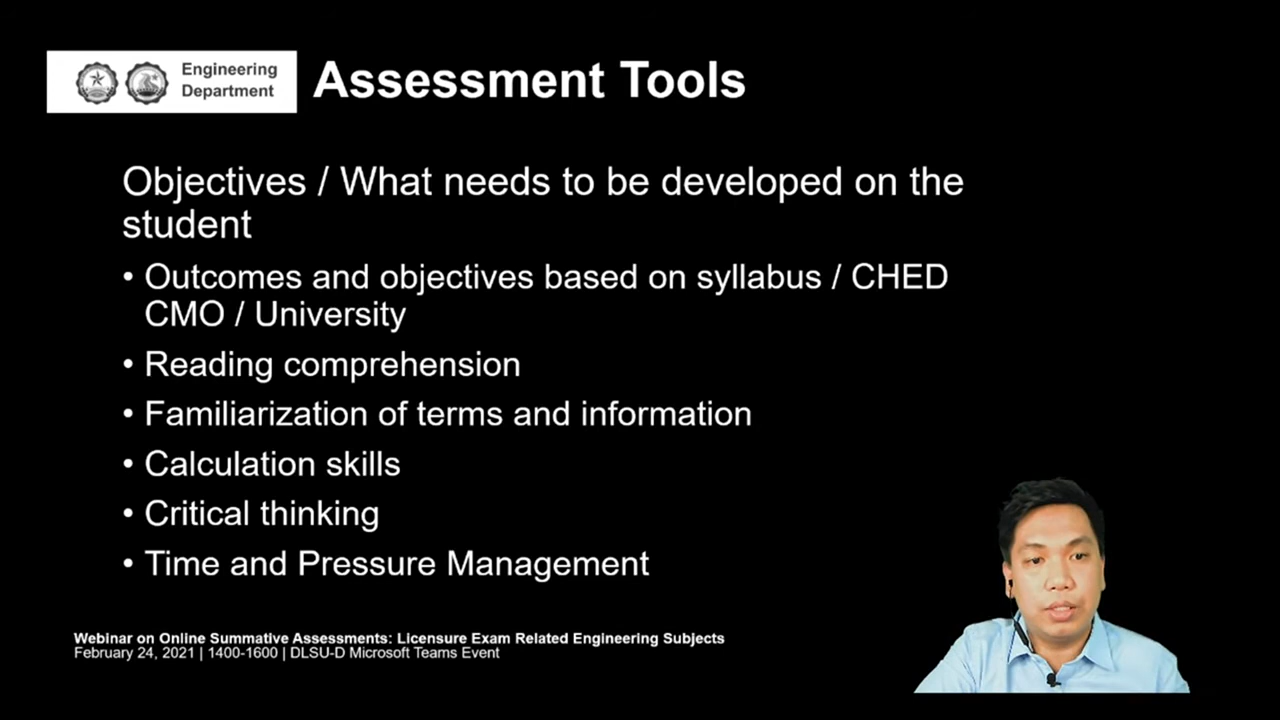 Engineering
Department
Assessment Tools
Objectives / What needs to be developed on the
student
• Outcomes and objectives based on syllabus / CHED
CMO / University
• Reading comprehension
• Familiarization of terms and information
• Calculation skills
• Critical thinking
• Time and Pressure Management
Webinar on Online Summative Assessments: Licensure Exam Related Engineering Subjects
February 24, 2021 | 1400-1600 | DLSU-D Microsoft Teams Event